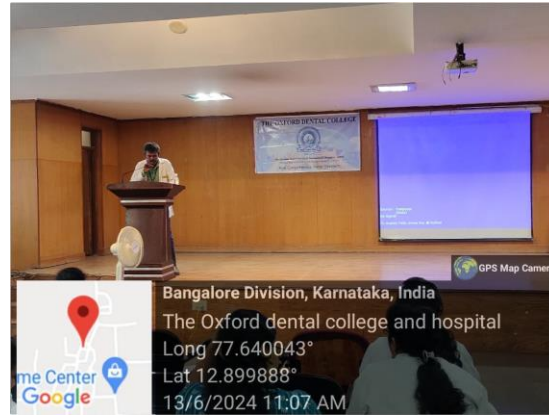 THE OXFORD DENTAL COLLEGE
GPS Map Camer
Bangalore Division, Karnataka, India
The Oxford dental college and hospital
Long 77.640043°
Lat 12.899888°
13/6/2024 11:07 AM
me Center
Google